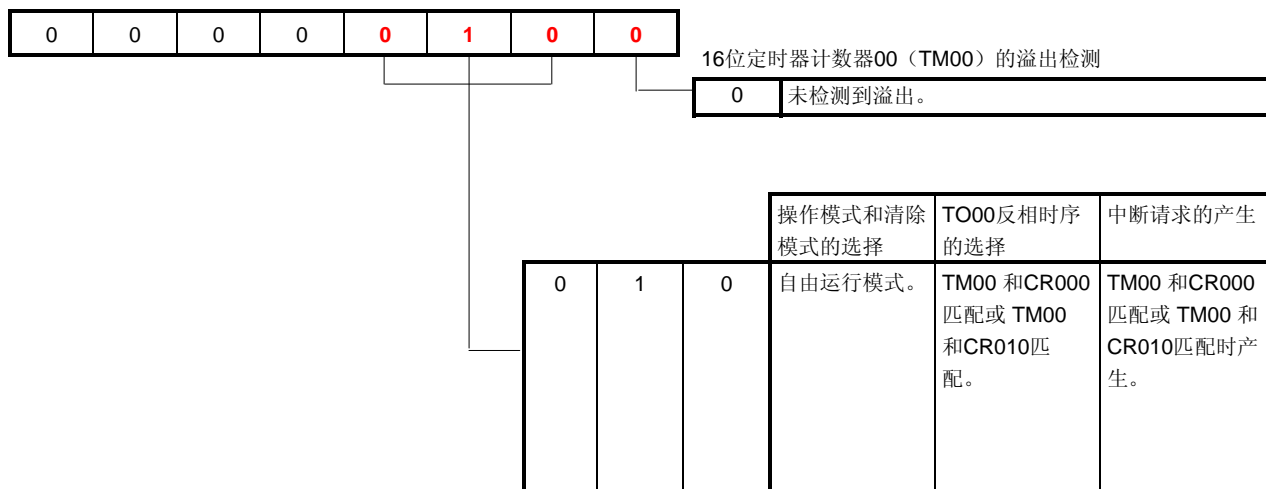 0 0 0 0 0 1 0 0
16位定时器计数器00（TM00）的溢出检测
0 未检测到溢出。
操作模式和清除 TO00反相时序 中断请求的产生
模式的选择 的选择
0 1 0 自由运行模式。 TM00 和CR000 TM00 和CR000
匹配或 TM00 匹配或 TM00 和
和CR010匹 CR010匹配时产
配。 生。